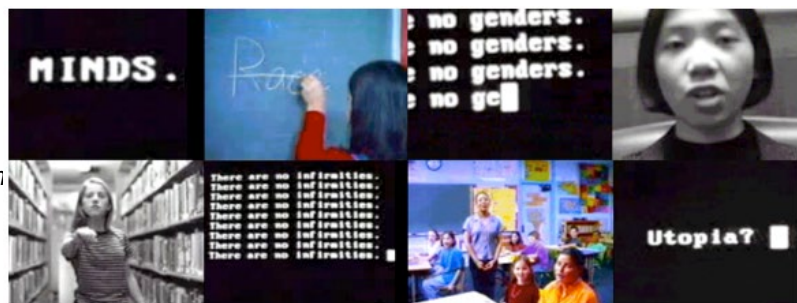 MINDS.
Race
e no genders.
e no genders.
e no genders.
e no ge
There are no infirmities.
There are no infirmities.
There are no infirmities.
There are no infirmities.
There are no infirmities.
There are no infirmities.
There are no infirmities.
There are no infirmities.
Utopia?